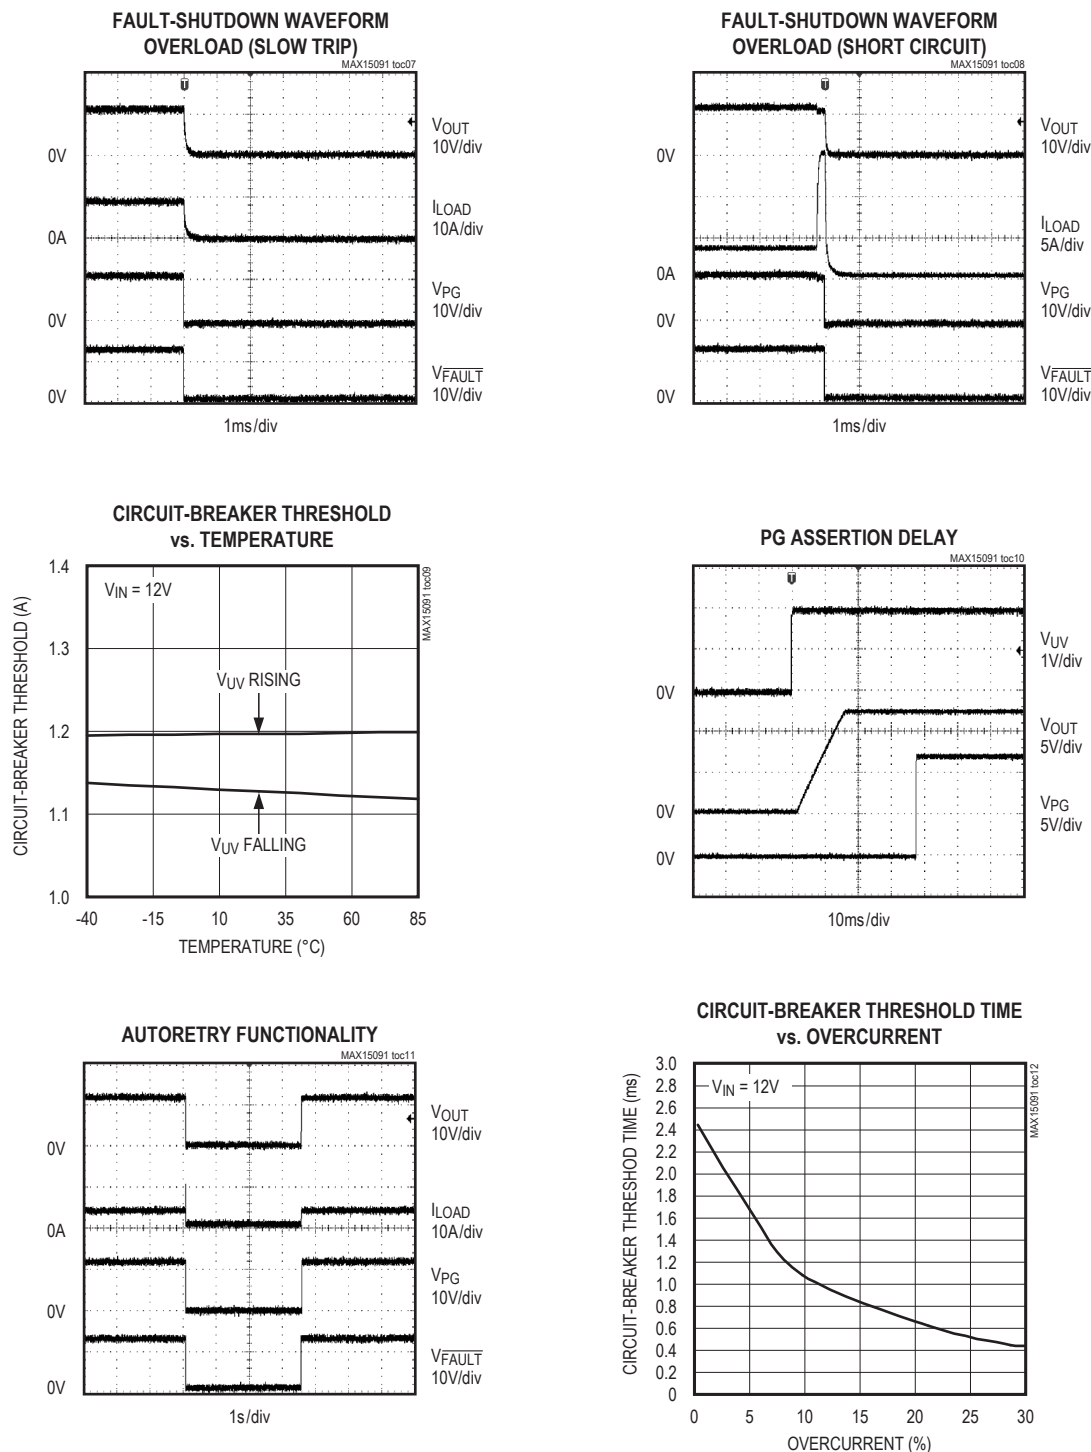 FAULT-SHUTDOWN WAVEFORM
OVERLOAD (SLOW TRIP)
MAX15091 toc07
T
VOUT
10V/div
0V
ILOAD
10A/div
0A
VPG
10V/div
0V
VFAULT
10V/div
0V
1ms/div
FAULT-SHUTDOWN WAVEFORM
OVERLOAD (SHORT CIRCUIT)
MAX15091 toc08
T
VOUT
10V/div
0V
ILOAD
5A/div
0A
VPG
10V/div
0V
VFAULT
10V/div
0V
1ms/div
CIRCUIT-BREAKER THRESHOLD
vs. TEMPERATURE
MAX15091 toc09
CIRCUIT-BREAKER THRESHOLD (A)
1.4
1.3
1.2
1.1
1.0
VIN = 12V
VUV RISING
VUV FALLING
-40 -15 10 35 60 85
TEMPERATURE (°C)
PG ASSERTION DELAY
MAX15091 toc10
T
VUV
1V/div
0V
VOUT
5V/div
0V
VPG
5V/div
0V
10ms/div
AUTORETRY FUNCTIONALITY
MAX15091 toc11
VOUT
10V/div
0V
ILOAD
10A/div
0A
VPG
10V/div
0V
VFAULT
10V/div
0V
1s/div
CIRCUIT-BREAKER THRESHOLD TIME
vs. OVERCURRENT
MAX15091 toc12
CIRCUIT-BREAKER THRESHOD TIME (ms)
3.0
2.8
2.6
2.4
2.2
2.0
1.8
1.6
1.4
1.2
1.0
0.8
0.6
0.4
0.2
0
VIN = 12V
0 5 10 15 20 25 30
OVERCURRENT (%)